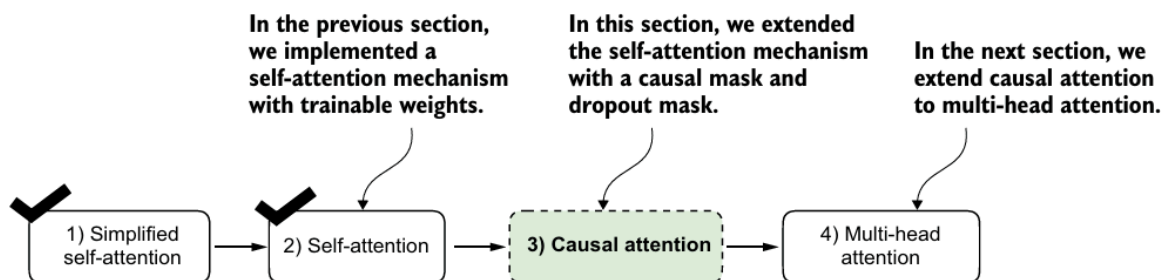 In the previous section,
we implemented a
self-attention mechanism
with trainable weights.
In this section, we extended
the self-attention mechanism
with a causal mask and
dropout mask.
In the next section, we
extend causal attention
to multi-head attention.
1) Simplified
self-attention
2) Self-attention
3) Causal attention
4) Multi-head
attention